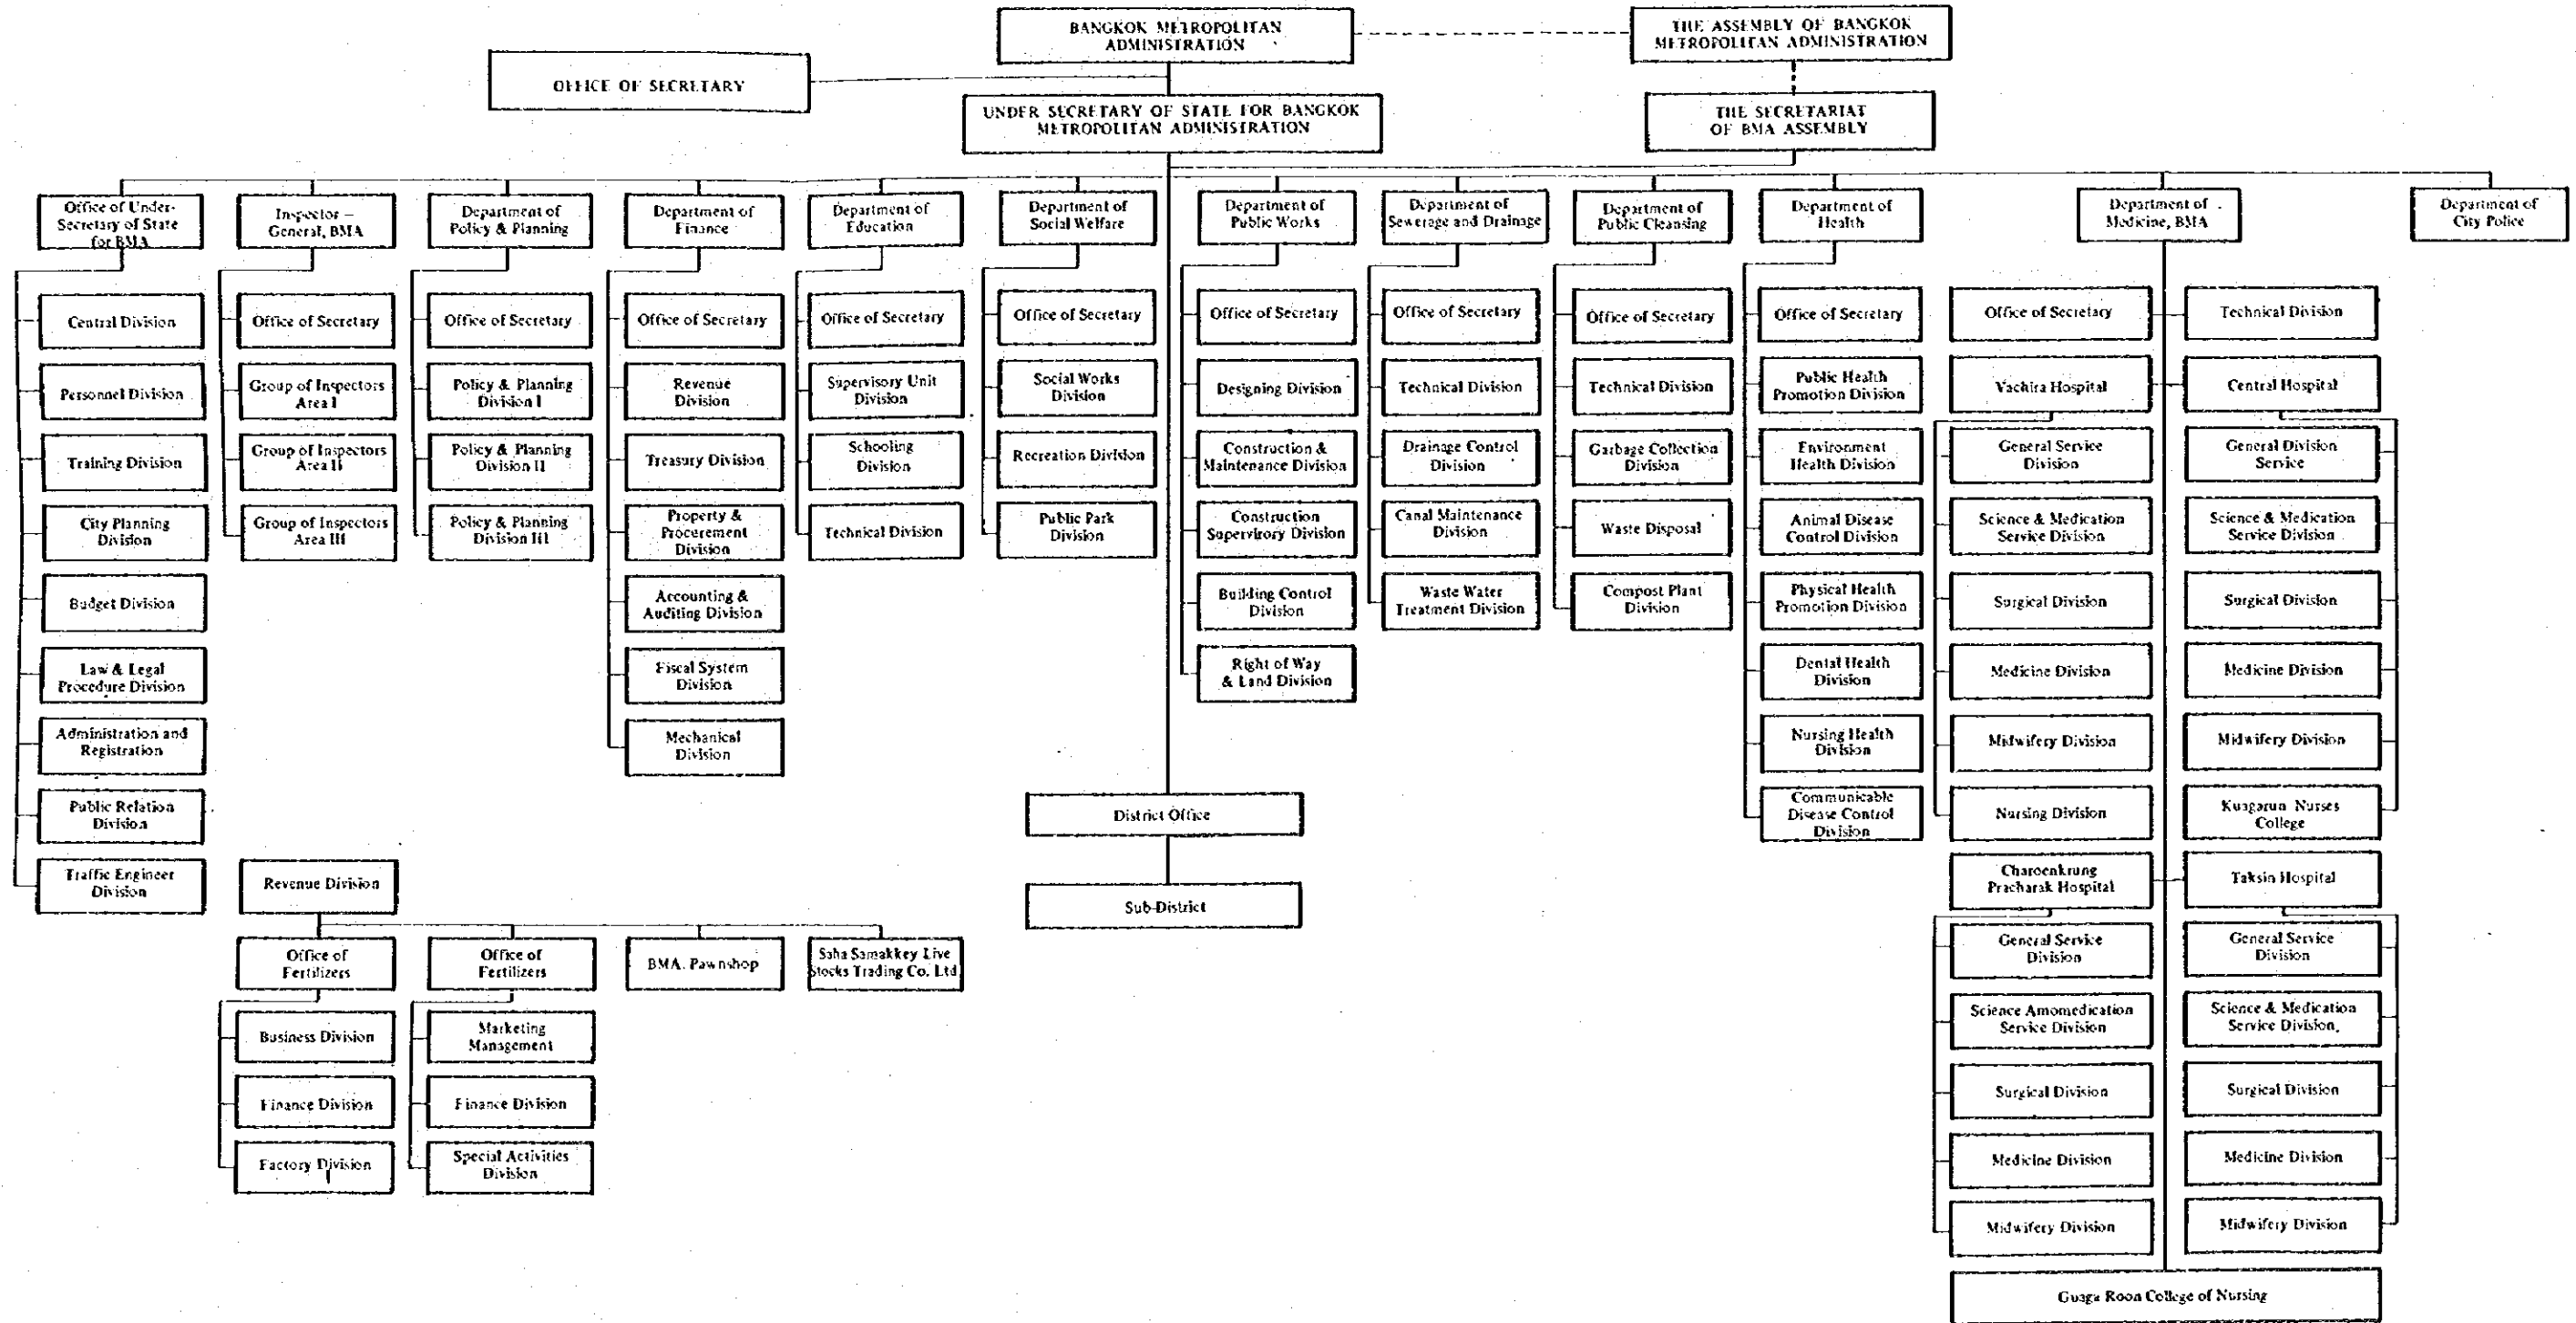 BANGKOK METROPOLITAN
ADMINISTRATION
THE ASSEMBLY OF BANGKOK
METROPOLITAN ADMINISTRATION
OFFICE OF SECRETARY
UNDER SECRETARY OF STATE FOR BANGKOK
METROPOLITAN ADMINISTRATION
THE SECRETARIAT
OF BMA ASSEMBLY
Office of Under-
Secretary of State
for BMA
Central Division
Personnel Division
Training Division
City Planning
Division
Budget Division
Law & Legal
Procedure Division
Administration and
Registration
Public Relation
Division
Traffic Engineer
Division
Inspector –
General, BMA
Office of Secretary
Group of Inspectors
Area I
Group of Inspectors
Area II
Group of Inspectors
Area III
Department of
Policy & Planning
Office of Secretary
Policy & Planning
Division I
Policy & Planning
Division II
Policy & Planning
Division III
Department of
Finance
Office of Secretary
Revenue
Division
Treasury Division
Property &
Procurement
Division
Accounting &
Auditing Division
Fiscal System
Division
Mechanical
Division
Department of
Education
Office of Secretary
Supervisory Unit
Division
Schooling
Division
Technical Division
Department of
Social Welfare
Office of Secretary
Social Works
Division
Recreation Division
Public Park
Division
Department of
Public Works
Office of Secretary
Designing Division
Construction &
Maintenance Division
Construction
Supervirory Division
Building Control
Division
Right of Way
& Land Division
Department of
Sewerage and Drainage
Office of Secretary
Technical Division
Drainage Control
Division
Canal Maintenance
Division
Waste Water
Treatment Division
Department of
Public Cleansing
Office of Secretary
Technical Division
Garbage Collection
Division
Waste Disposal
Compost Plant
Division
Department of
Health
Office of Secretary
Public Health
Promotion Division
Environment
Health Division
Animal Disease
Control Division
Physical Health
Promotion Division
Dental Health
Division
Nursing Health
Division
Communicable
Disease Control
Division
Department of
Medicine, BMA
Office of Secretary
Technical Division
Vachira Hospital
General Service
Division
Science & Medication
Service Division
Surgical Division
Medicine Division
Midwifery Division
Nursing Division
Central Hospital
General Division
Service
Science & Medication
Service Division
Surgical Division
Medicine Division
Midwifery Division
Kuagarun Nurses
College
Charoenkrung
Pracharak Hospital
General Service
Division
Science Amomedication
Service Division
Surgical Division
Medicine Division
Midwifery Division
Taksin Hospital
General Service
Division
Science & Medication
Service Division
Surgical Division
Medicine Division
Midwifery Division
Guaga Roon College of Nursing
Department of
City Police
District Office
Sub-District
Revenue Division
Office of
Fertilizers
Business Division
Finance Division
Factory Division
Office of
Fertilizers
Marketing
Management
Finance Division
Special Activities
Division
BMA. Pawnshop
Saha Samakkey Live
Stocks Trading Co. Ltd